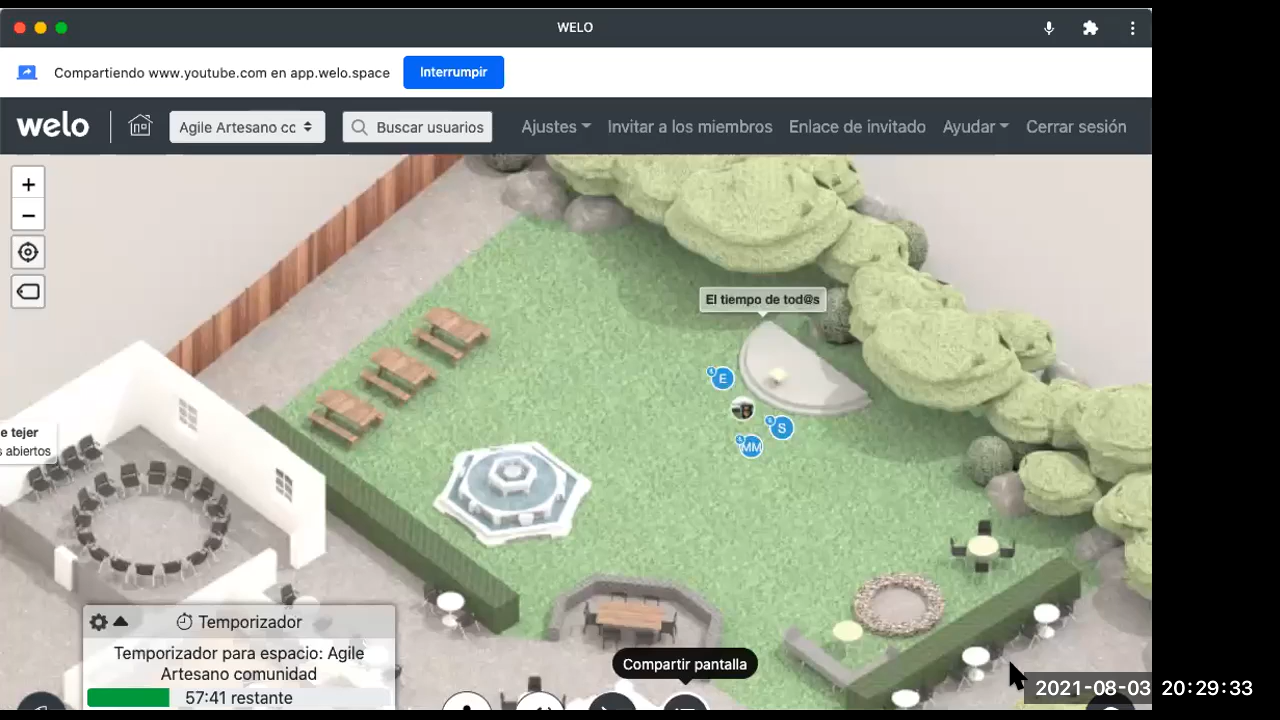 WELO
Compartiendo www.youtube.com en app.welo.space
Interrumpir
welo
Agile Artesano co
Buscar usuarios
Ajustes
Invitar a los miembros
Enlace de invitado
Ayudar
Cerrar sesión
+
−
El tiempo de tod@s
E
S
MM
e tejer
s abiertos
Temporizador
Temporizador para espacio: Agile
Artesano comunidad
57:41 restante
Compartir pantalla
2021-08-03 20:29:33